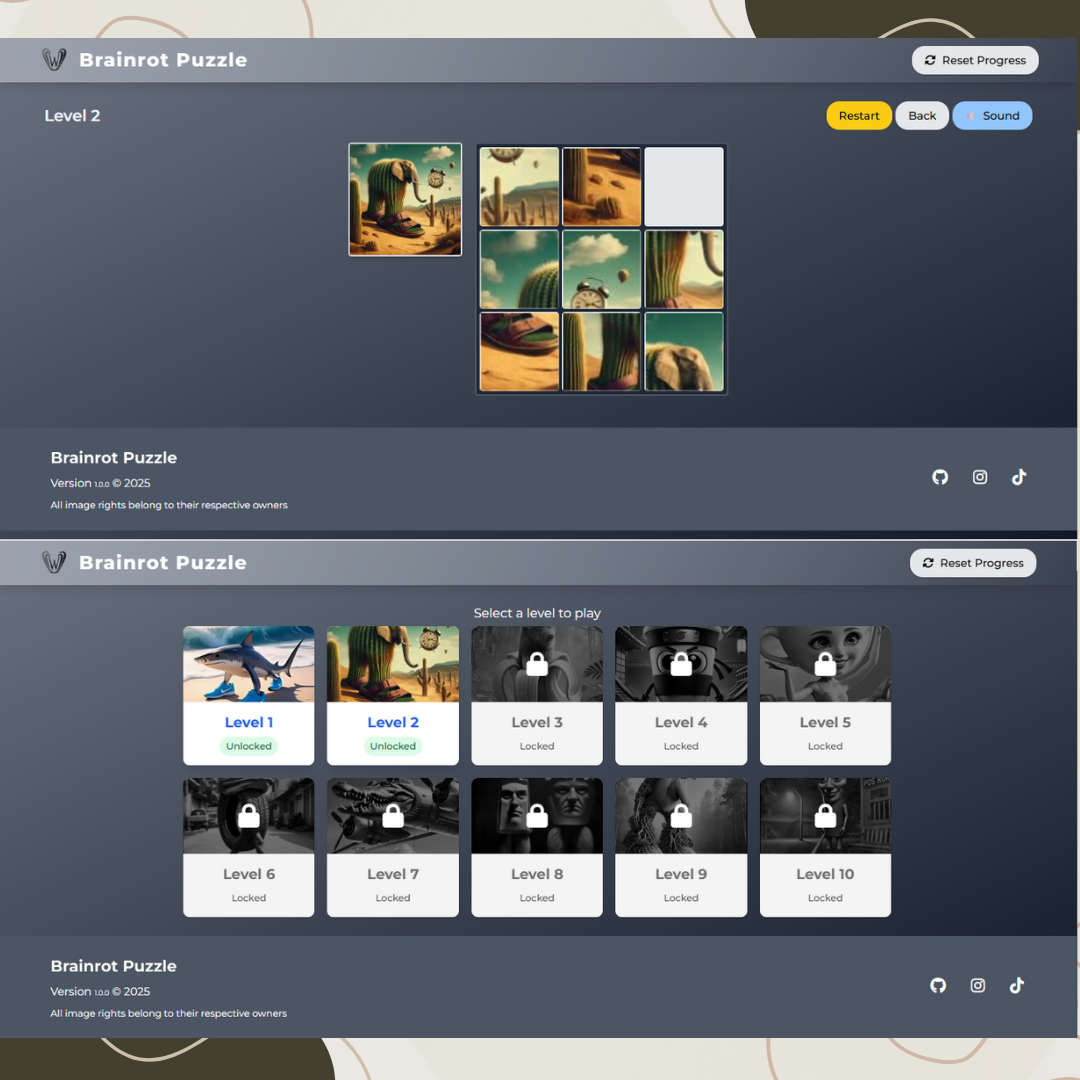 Brainrot Puzzle
Reset Progress
Level 2
Restart
Back
Sound
Brainrot Puzzle
Version 1.0.0 © 2025
All image rights belong to their respective owners
Brainrot Puzzle
Reset Progress
Select a level to play
Level 1
Unlocked
Level 2
Unlocked
Level 3
Locked
Level 4
Locked
Level 5
Locked
Level 6
Locked
Level 7
Locked
Level 8
Locked
Level 9
Locked
Level 10
Locked
Brainrot Puzzle
Version 1.0.0 © 2025
All image rights belong to their respective owners